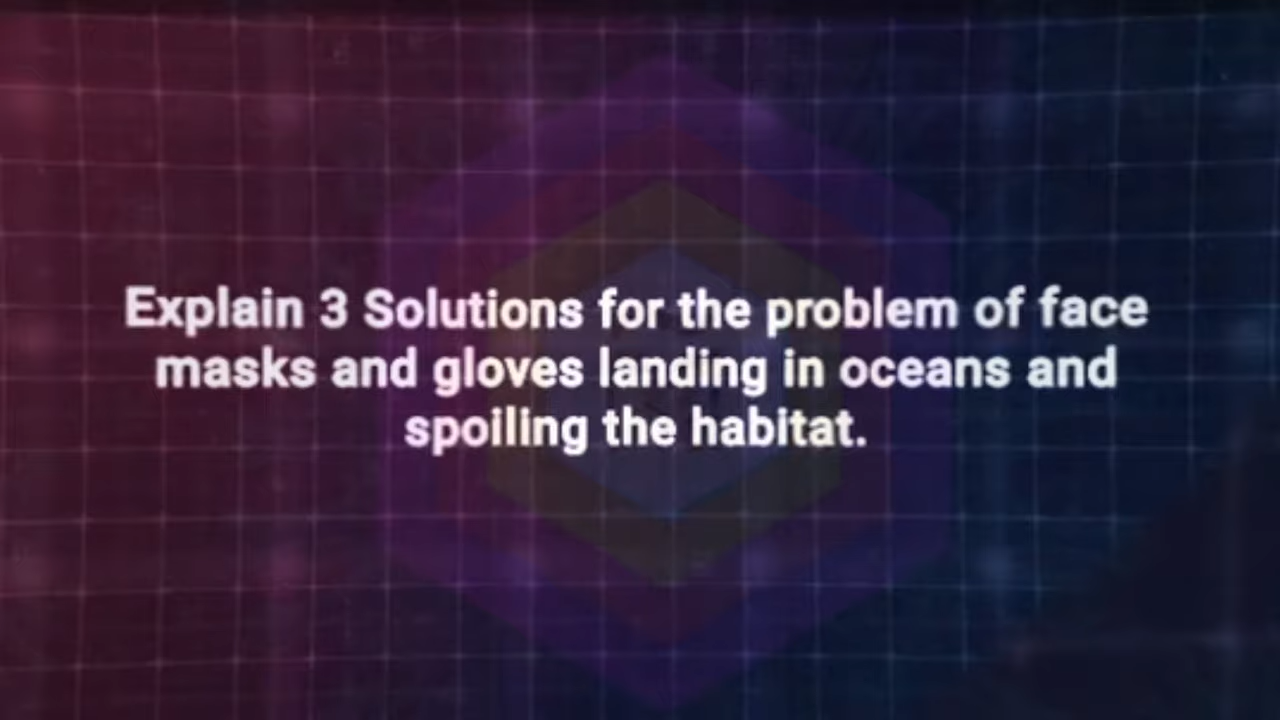 Explain 3 Solutions for the problem of face
masks and gloves landing in oceans and
spoiling the habitat.